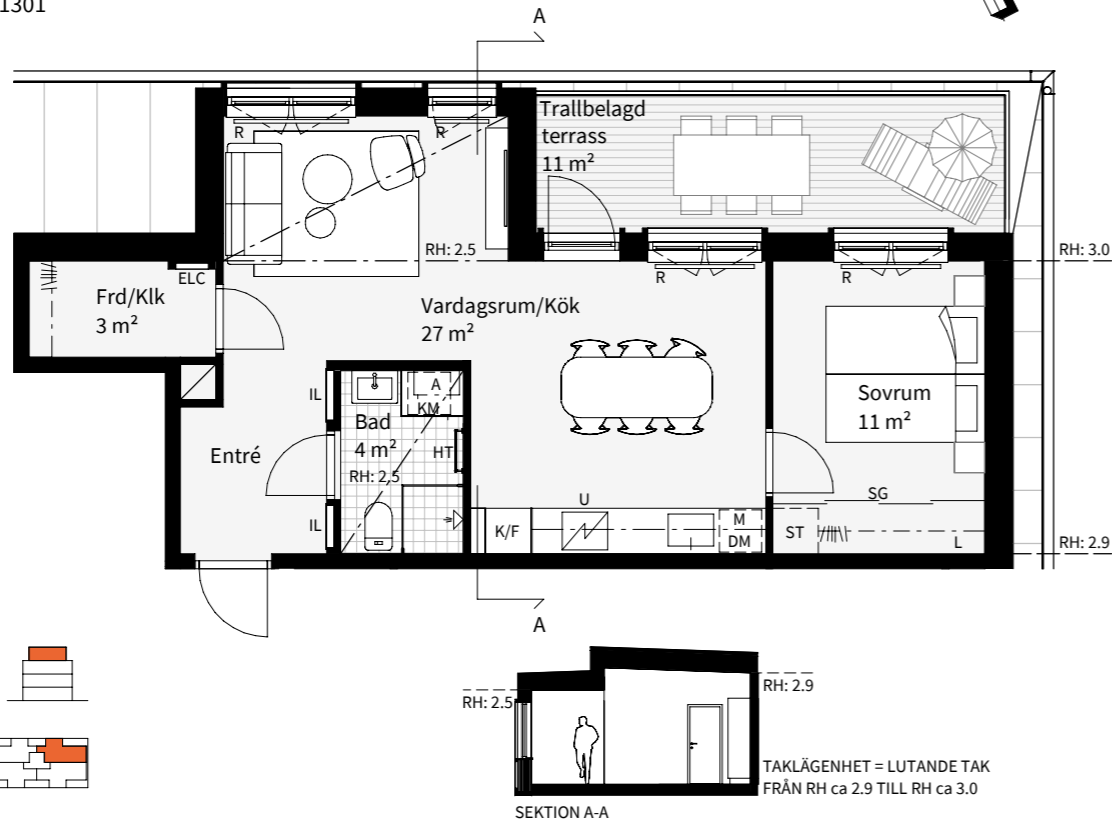 1301
A
Trallbelagd
terrass
11 m²
R
R
RH: 2.5
RH: 3.0
ELC
R
R
Frd/Klk
3 m²
Vardagsrum/Kök
27 m²
Sovrum
11 m²
IL
A
KM
Bad
4 m²
HT
Entré
RH: 2,5
SG
U
IL
K/F
M
DM
ST
L
RH: 2.9
A
RH: 2.5
RH: 2.9
TAKLÄGENHET = LUTANDE TAK
FRÅN RH ca 2.9 TILL RH ca 3.0
SEKTION A-A